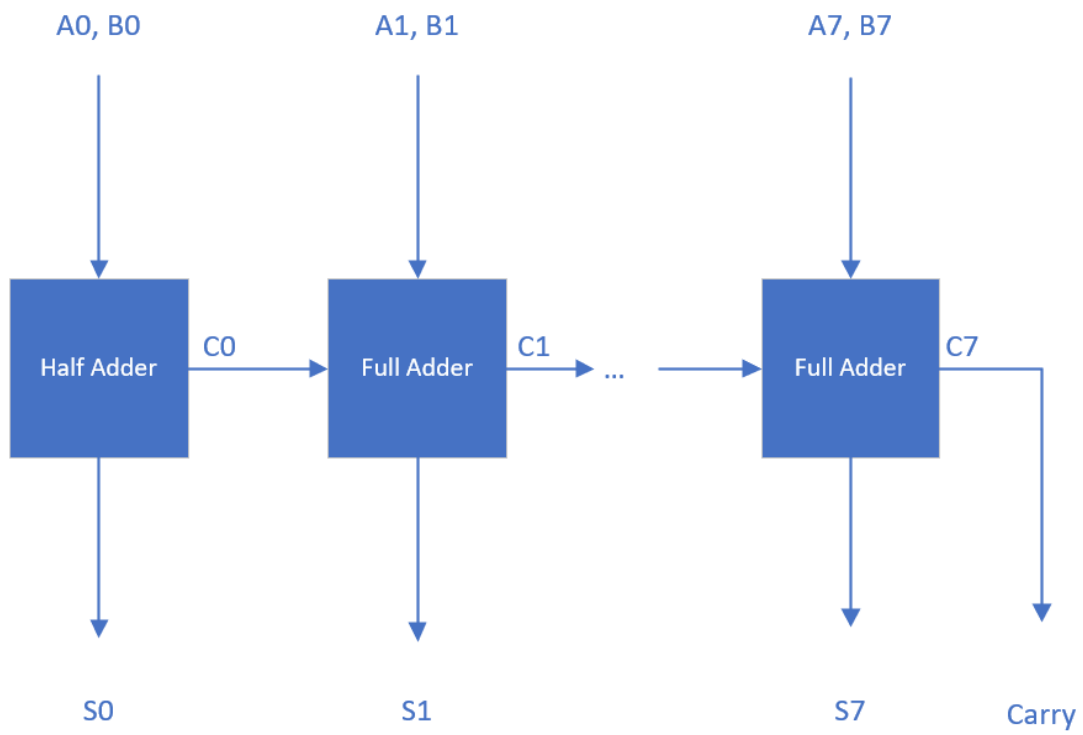 A0, B0
A1, B1
A7, B7
Half Adder
C0
Full Adder
C1
...
Full Adder
C7
S0
S1
S7
Carry